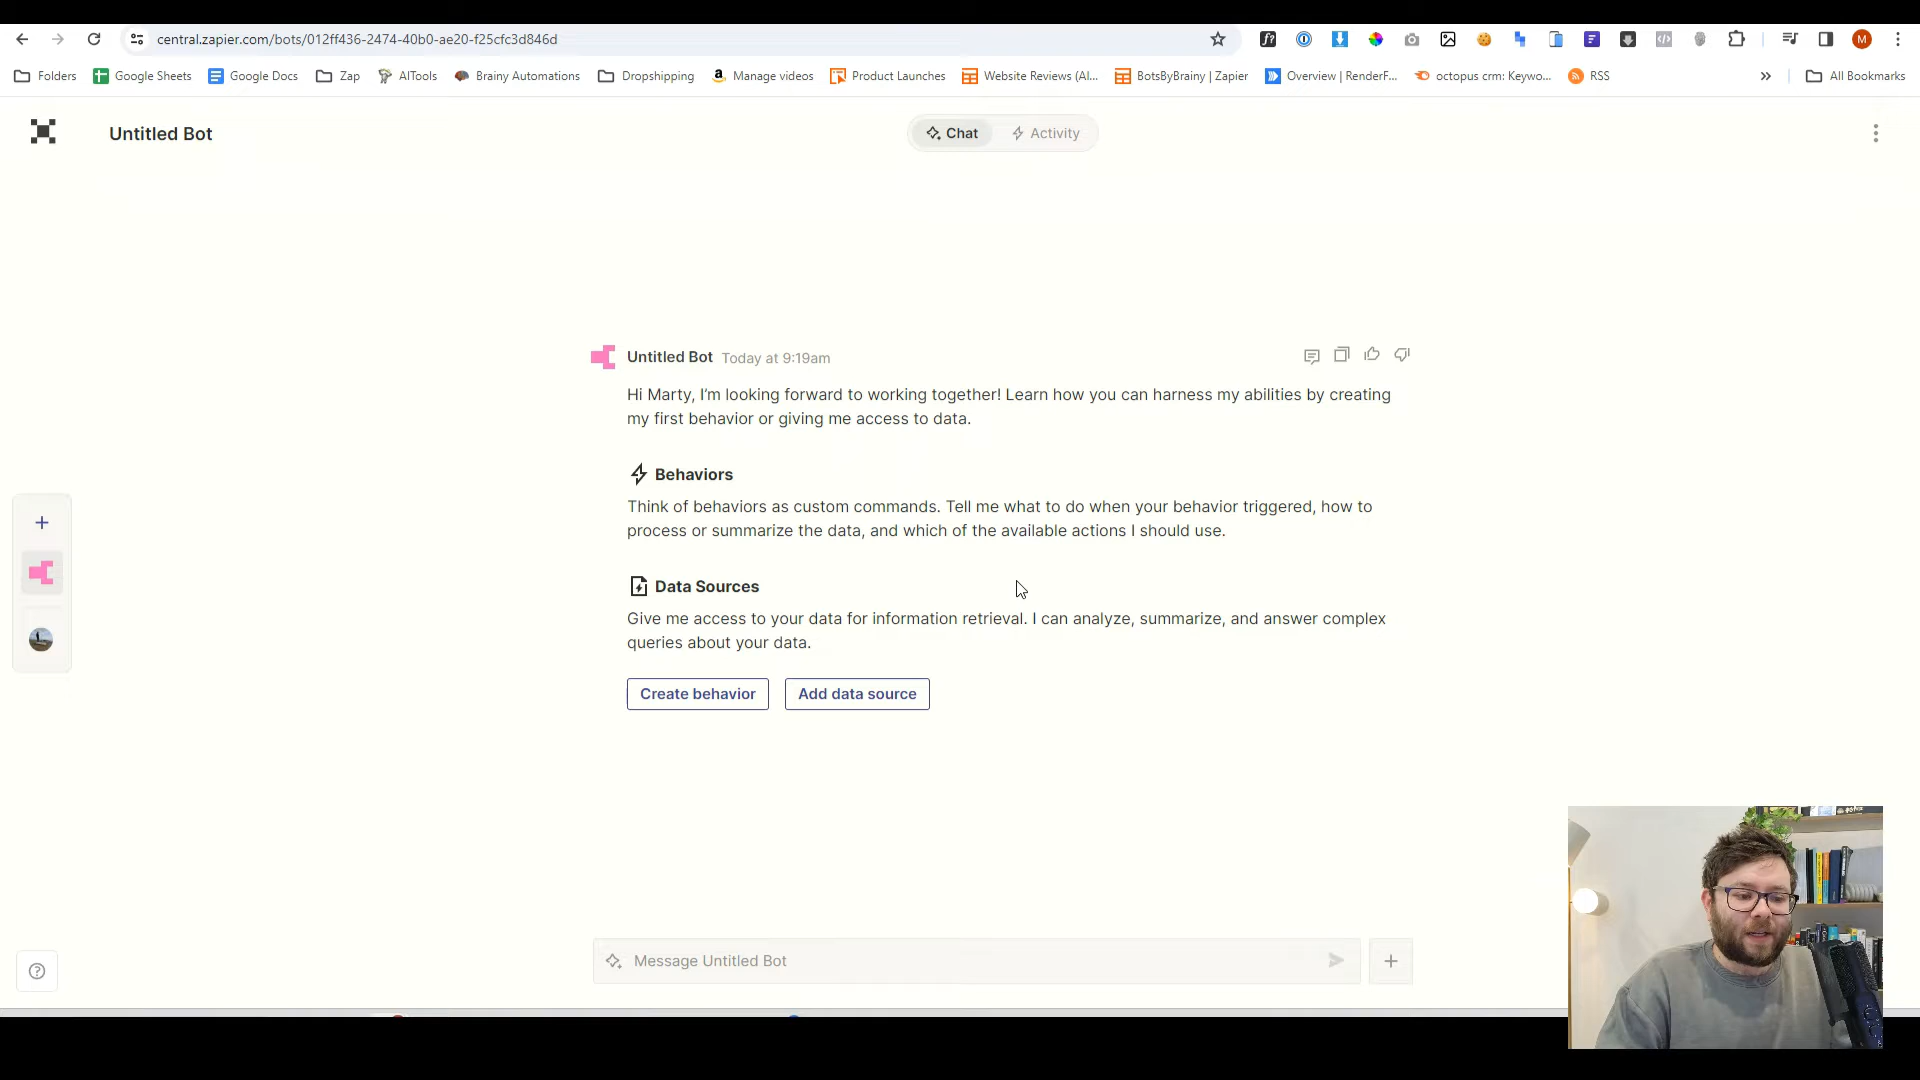 central.zapier.com/bots/012ff436-2474-40b0-ae20-f25cfc3d846d
M
Folders Google Sheets Google Docs Zap AITools Brainy Automations Dropshipping Manage videos Product Launches Website Reviews (Al... BotsByBrainy | Zapier Overview | RenderF... octopus crm: Keywo... RSS » All Bookmarks
Untitled Bot
Chat Activity
Untitled Bot Today at 9:19am
Hi Marty, I'm looking forward to working together! Learn how you can harness my abilities by creating
my first behavior or giving me access to data.
Behaviors
Think of behaviors as custom commands. Tell me what to do when your behavior triggered, how to
process or summarize the data, and which of the available actions I should use.
Data Sources
Give me access to your data for information retrieval. I can analyze, summarize, and answer complex
queries about your data.
Create behavior Add data source
Message Untitled Bot